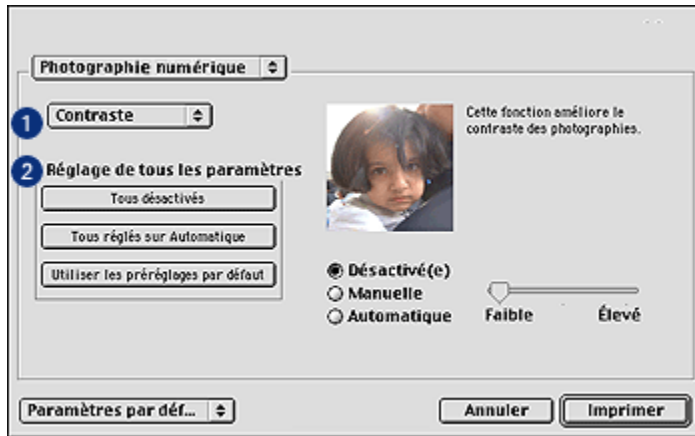 Photographie numérique
1
Contraste
Cette fonction améliore le
contraste des photographies.
2
Réglage de tous les paramètres
Tous désactivés
Tous réglés sur Automatique
Utiliser les préréglages par défaut
Désactivé(e)
Manuelle
Automatique
Faible
Élevé
Paramètres par déf...
Annuler
Imprimer